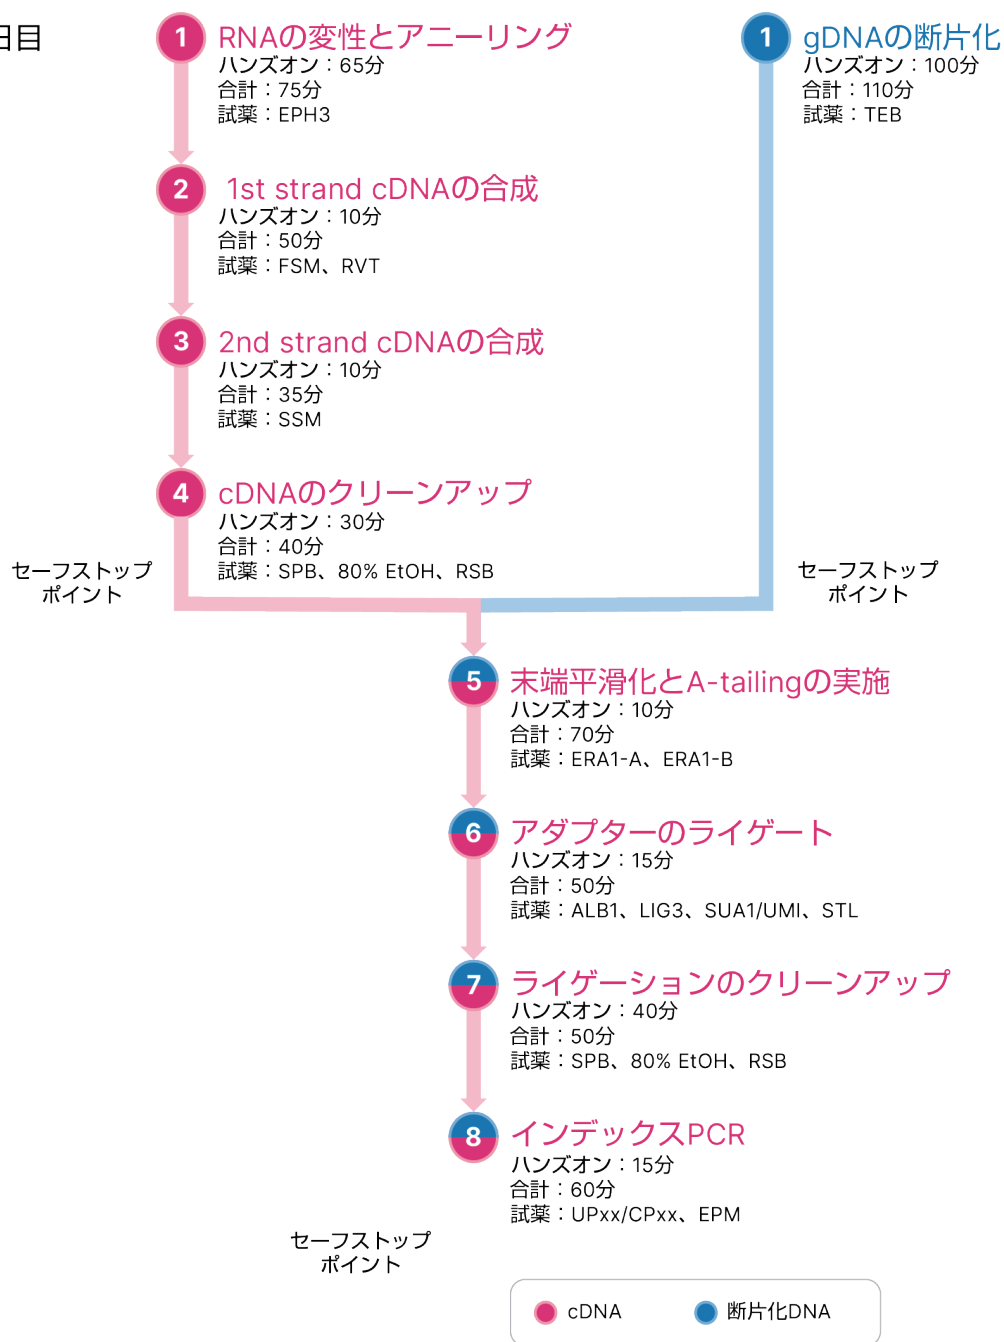 日目
1 RNAの変性とアニーリング
ハンズオン：65分
合計：75分
試薬：EPH3
1 gDNAの断片化
ハンズオン：100分
合計：110分
試薬：TEB
2 1st strand cDNAの合成
ハンズオン：10分
合計：50分
試薬：FSM、RVT
3 2nd strand cDNAの合成
ハンズオン：10分
合計：35分
試薬：SSM
4 cDNAのクリーンアップ
ハンズオン：30分
合計：40分
試薬：SPB、80% EtOH、RSB
セーフストップ
ポイント
セーフストップ
ポイント
5 末端平滑化とA-tailingの実施
ハンズオン：10分
合計：70分
試薬：ERA1-A、ERA1-B
6 アダプターのライゲート
ハンズオン：15分
合計：50分
試薬：ALB1、LIG3、SUA1/UMI、STL
7 ライゲーションのクリーンアップ
ハンズオン：40分
合計：50分
試薬：SPB、80% EtOH、RSB
8 インデックスPCR
ハンズオン：15分
合計：60分
試薬：UPxx/CPxx、EPM
セーフストップ
ポイント
cDNA
断片化DNA